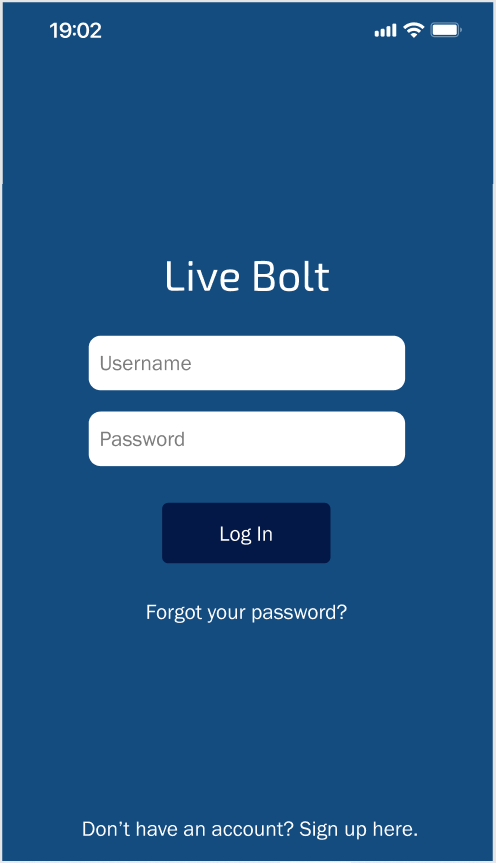 19:02
Live Bolt
Username
Password
Log In
Forgot your password?
Don’t have an account? Sign up here.